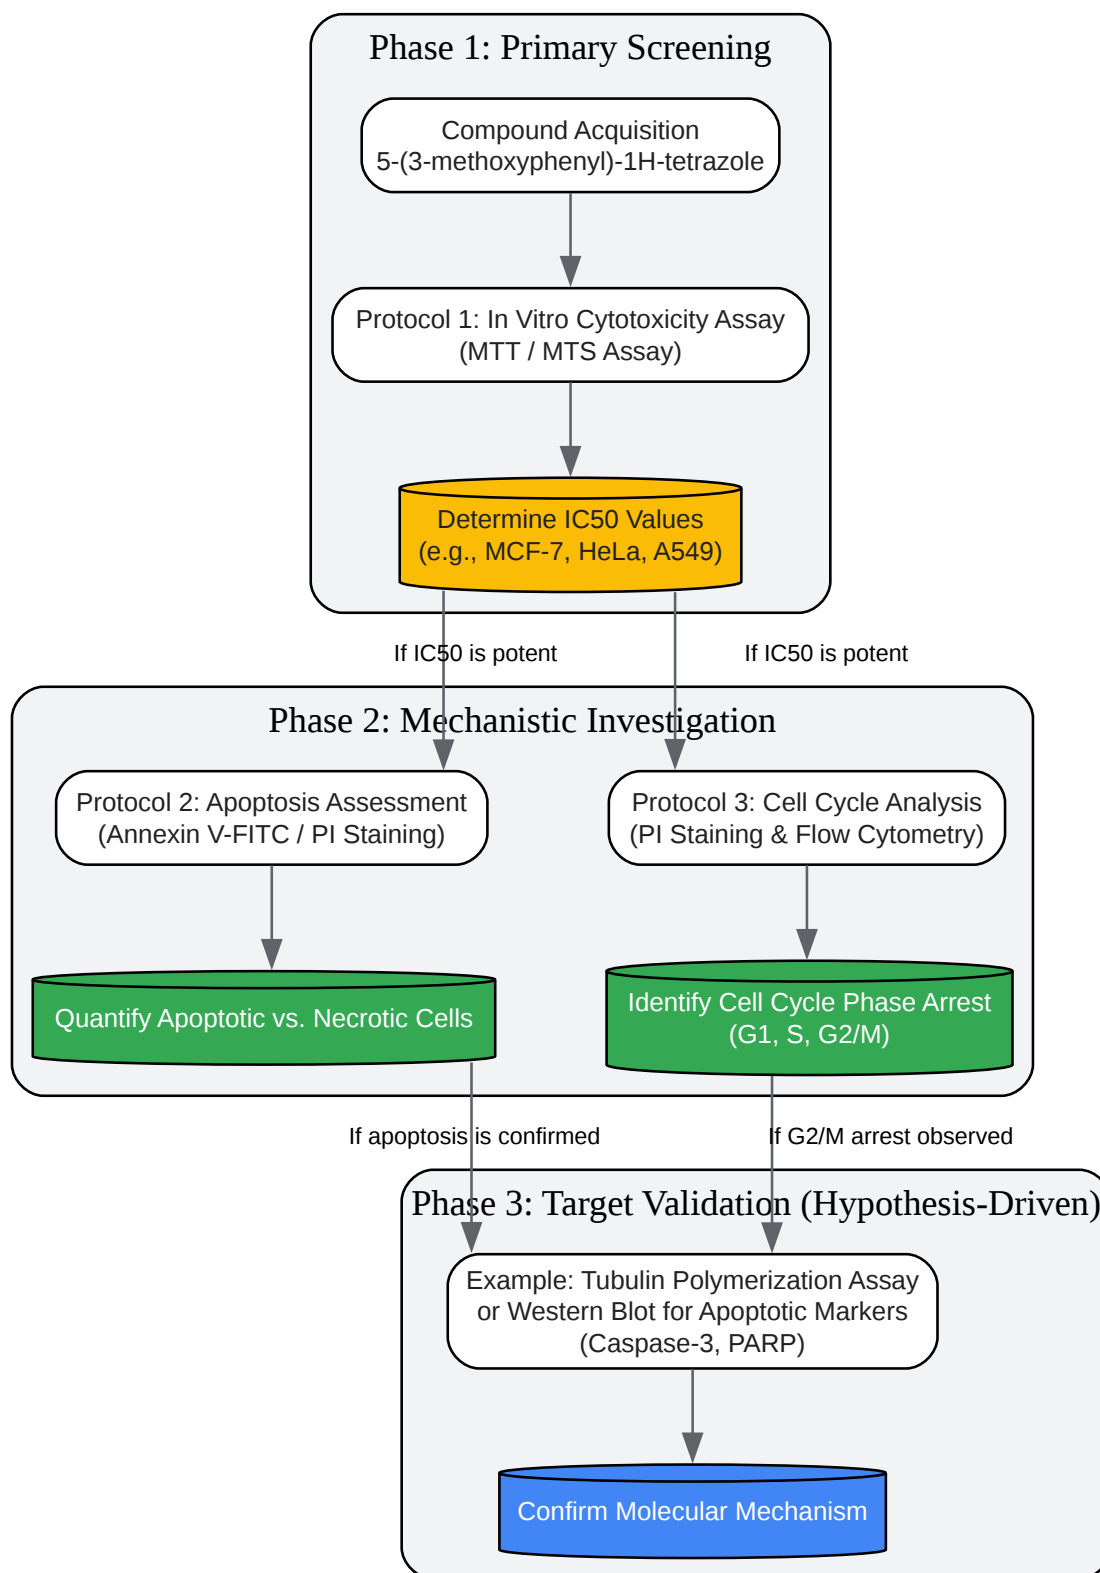 Phase 1: Primary Screening
Compound Acquisition
5-(3-methoxyphenyl)-1H-tetrazole
Protocol 1: In Vitro Cytotoxicity Assay
(MTT / MTS Assay)
Determine IC50 Values
(e.g., MCF-7, HeLa, A549)
If IC50 is potent
If IC50 is potent
Phase 2: Mechanistic Investigation
Protocol 2: Apoptosis Assessment
(Annexin V-FITC / PI Staining)
Protocol 3: Cell Cycle Analysis
(PI Staining & Flow Cytometry)
Quantify Apoptotic vs. Necrotic Cells
Identify Cell Cycle Phase Arrest
(G1, S, G2/M)
If apoptosis is confirmed
If G2/M arrest observed
Phase 3: Target Validation (Hypothesis-Driven)
Example: Tubulin Polymerization Assay
or Western Blot for Apoptotic Markers
(Caspase-3, PARP)
Confirm Molecular Mechanism